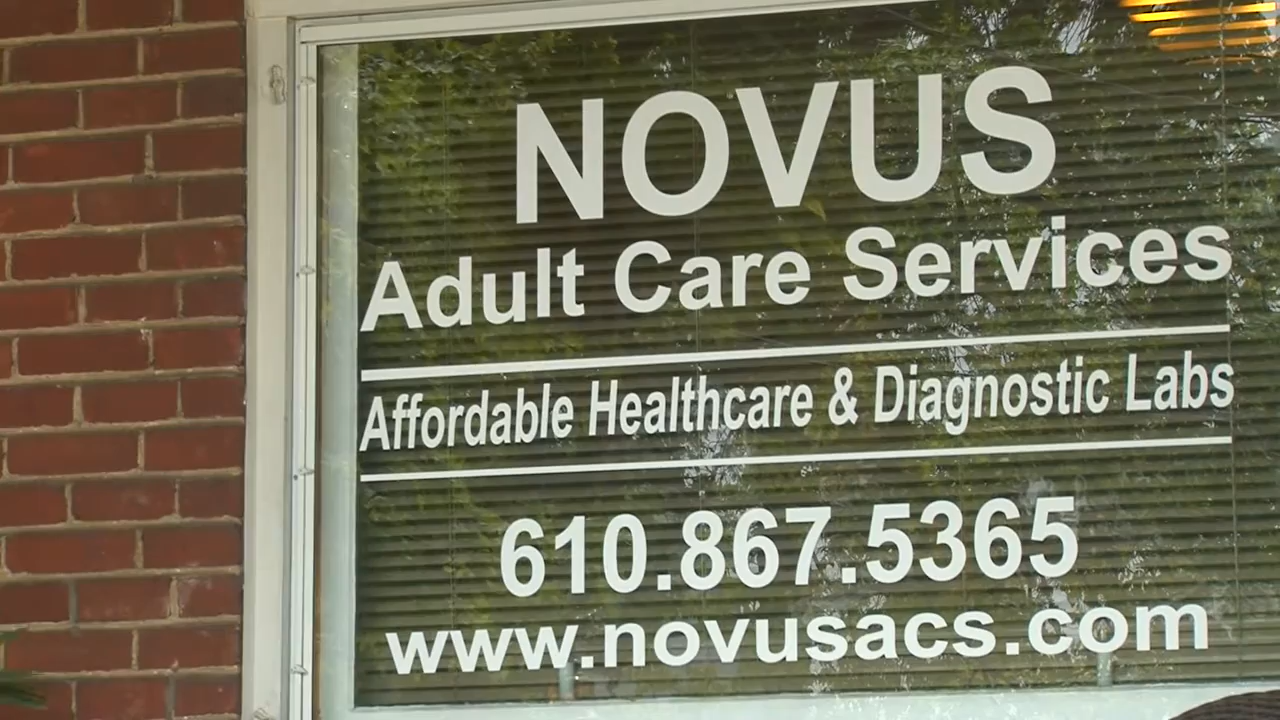 NOVUS
Adult Care Services
Affordable Healthcare & Diagnostic Labs
610.867.5365
www.novusacs.com